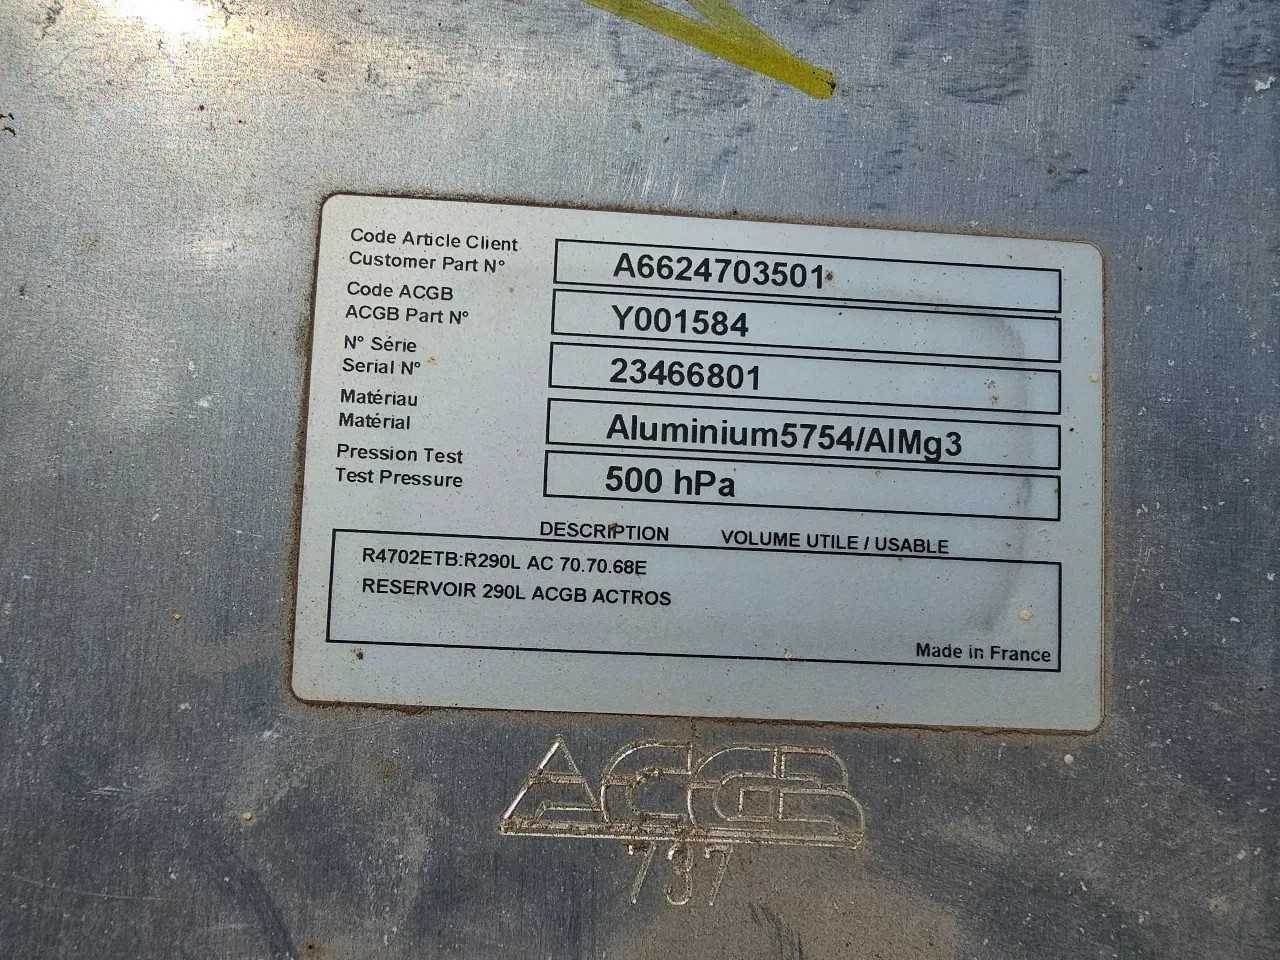 Code Article Client
Customer Part N°
A6624703501
Code ACGB
ACGB Part N°
Y001584
N° Série
Serial N°
23466801
Matériau
Matérial
Aluminium5754/AlMg3
Pression Test
Test Pressure
500 hPa
DESCRIPTION VOLUME UTILE / USABLE
R4702ETB:R290L AC 70.70.68E
RESERVOIR 290L ACGB ACTROS
Made in France
ACGB
737